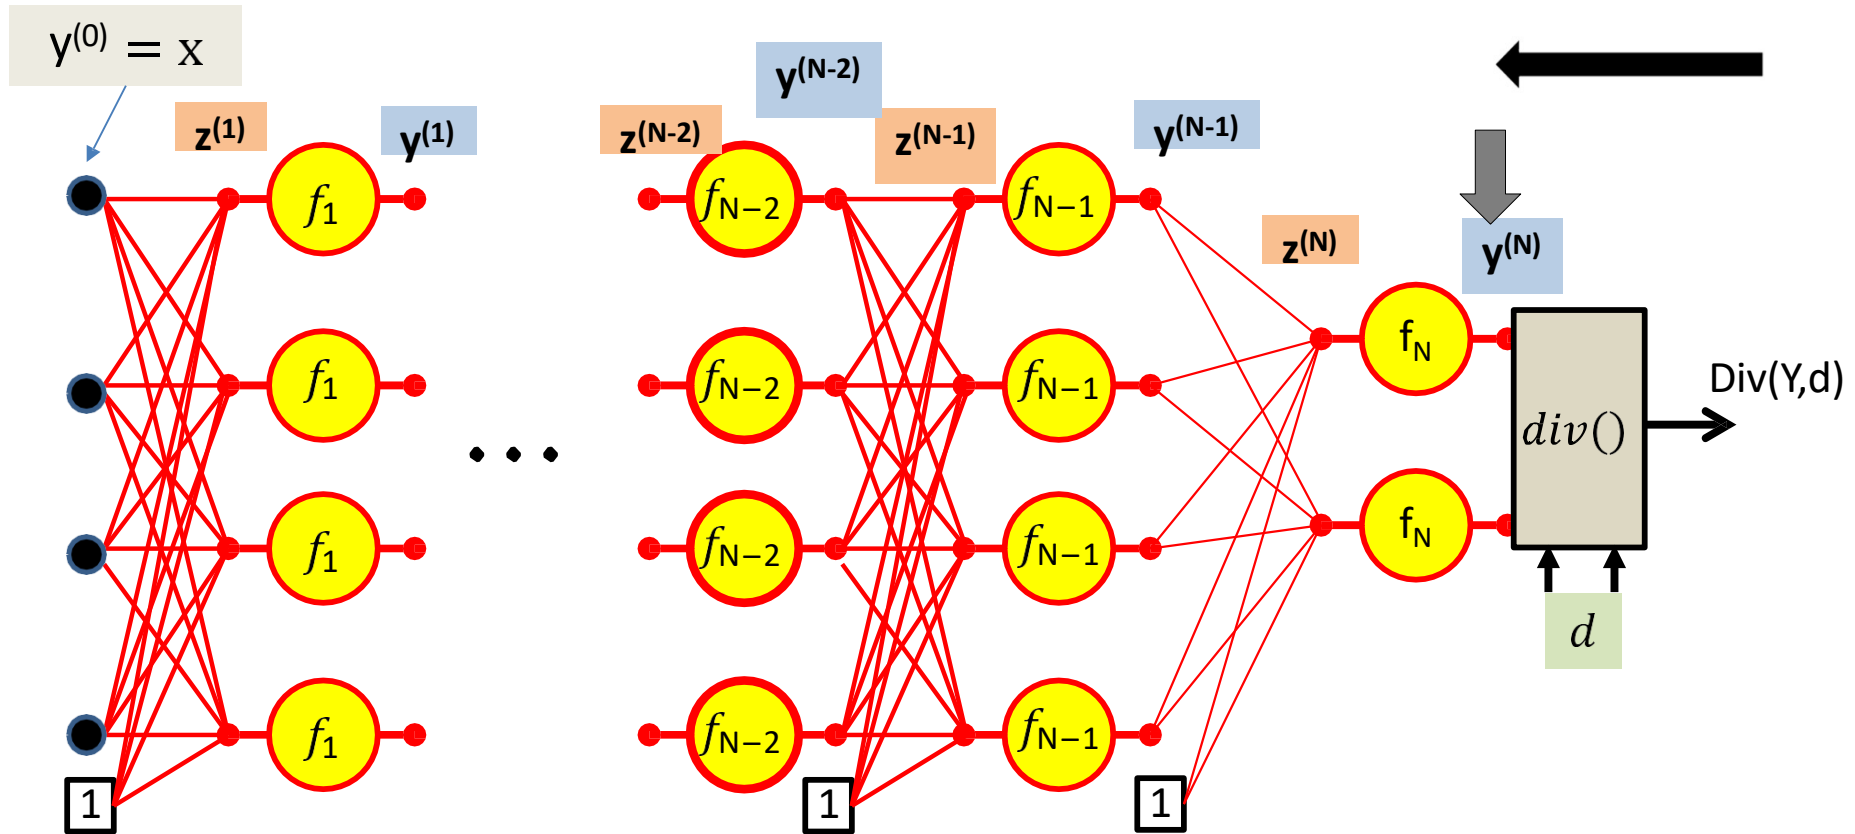 y(0) = x
z(1)
y(1)
z(N-2)
y(N-2)
z(N-1)
y(N-1)
z(N)
y(N)
f1
f1
f1
f1
. . .
fN−2
fN−2
fN−2
fN−2
fN−1
fN−1
fN−1
fN−1
fN
fN
div()
Div(Y,d)
d
1
1
1